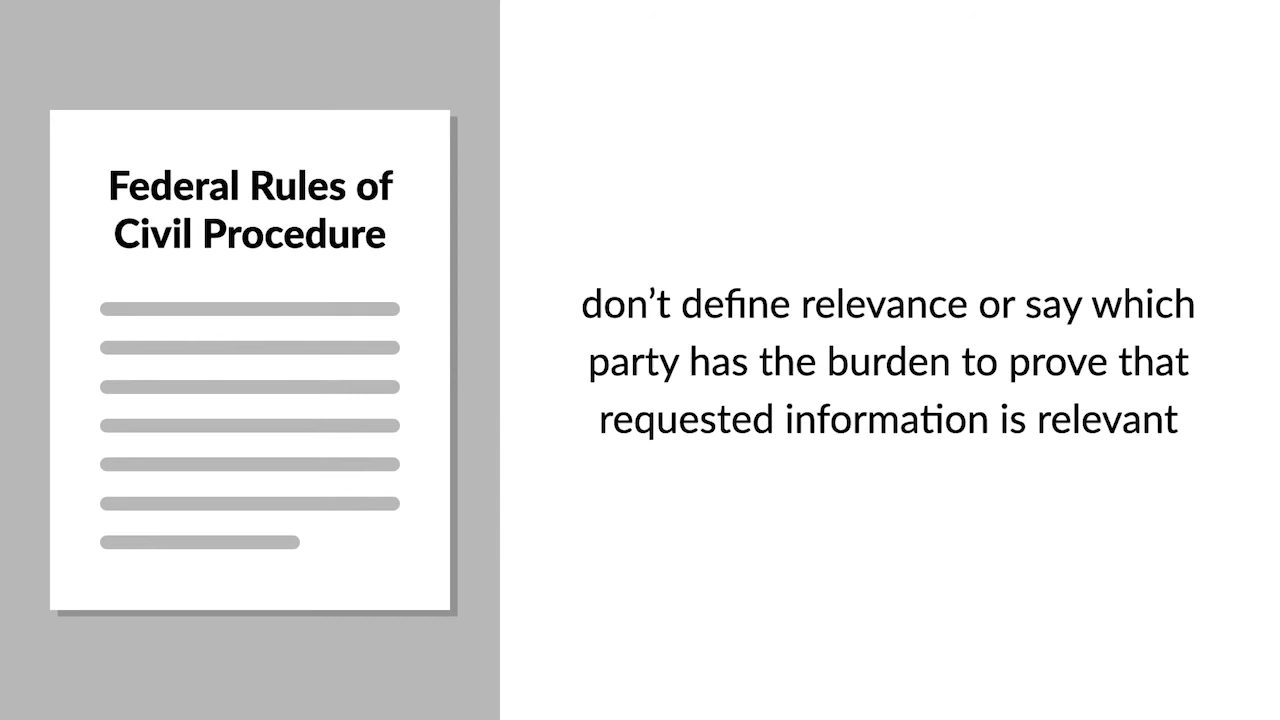 Federal Rules of
Civil Procedure
don’t define relevance or say which
party has the burden to prove that
requested information is relevant